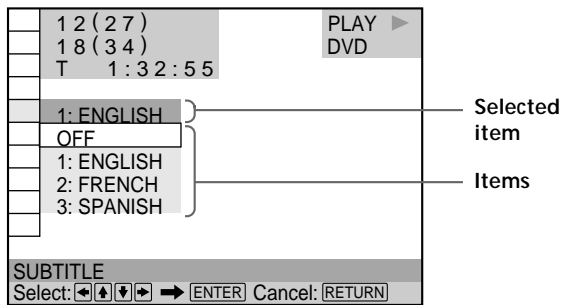 12(27)
18(34)
T 1:32:55
PLAY
DVD
1: ENGLISH
OFF
1: ENGLISH
2: FRENCH
3: SPANISH
Selected
item
Items
SUBTITLE
Select: ←↑↓→ ➡ ENTER Cancel: RETURN